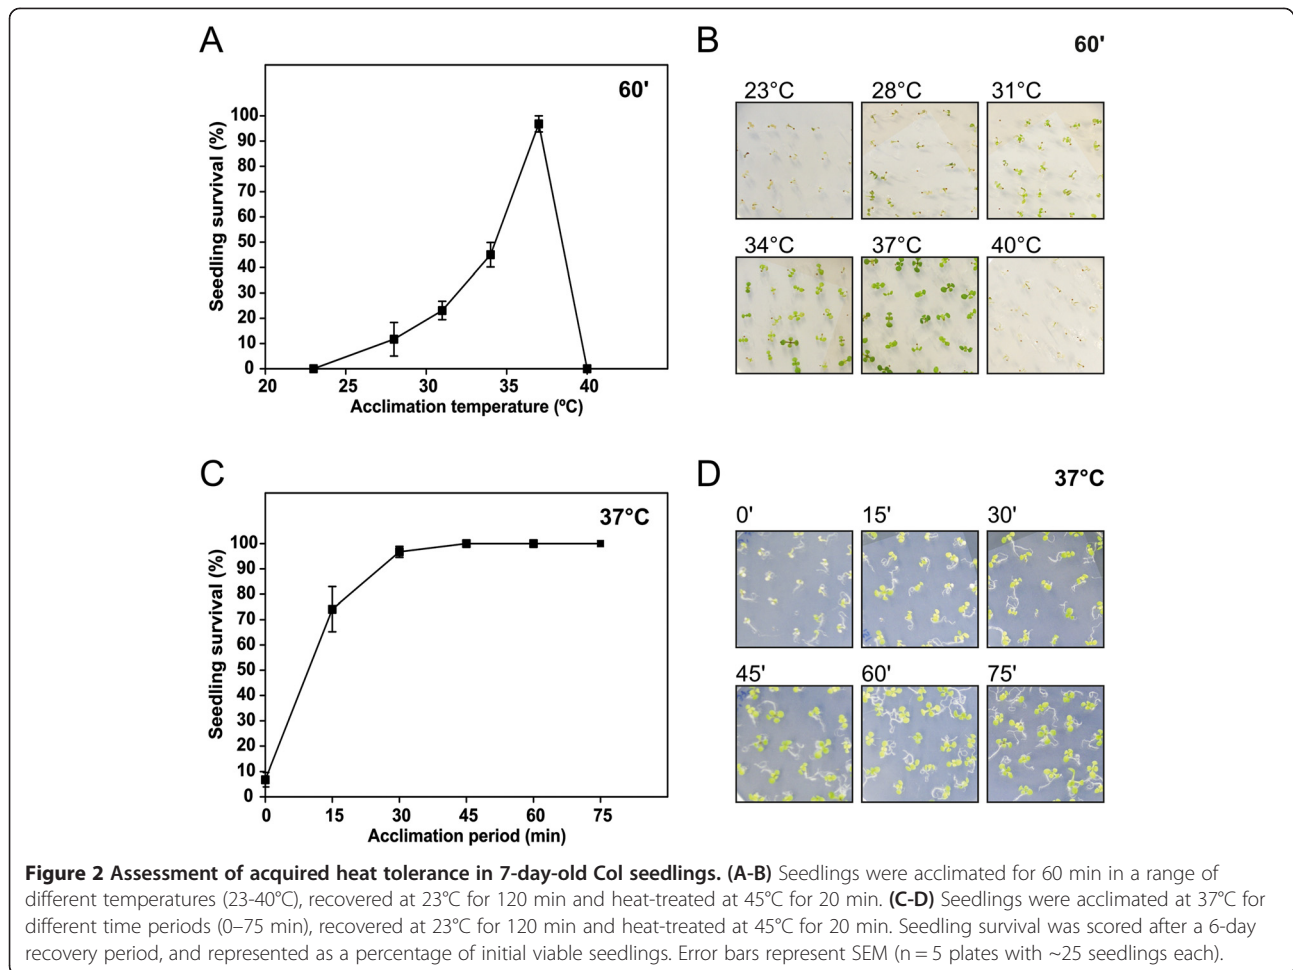 A
60'
Seedling survival (%)
100
90
80
70
60
50
40
30
20
10
0
20 25 30 35 40
Acclimation temperature (ºC)
B
60'
23°C 28°C 31°C
34°C 37°C 40°C
C
37°C
Seedling survival (%)
100
90
80
70
60
50
40
30
20
10
0
0 15 30 45 60 75
Acclimation period (min)
D
37°C
0' 15' 30'
45' 60' 75'
Figure 2 Assessment of acquired heat tolerance in 7-day-old Col seedlings. (A-B) Seedlings were acclimated for 60 min in a range of
different temperatures (23-40°C), recovered at 23°C for 120 min and heat-treated at 45°C for 20 min. (C-D) Seedlings were acclimated at 37°C for
different time periods (0–75 min), recovered at 23°C for 120 min and heat-treated at 45°C for 20 min. Seedling survival was scored after a 6-day
recovery period, and represented as a percentage of initial viable seedlings. Error bars represent SEM (n = 5 plates with ~25 seedlings each).